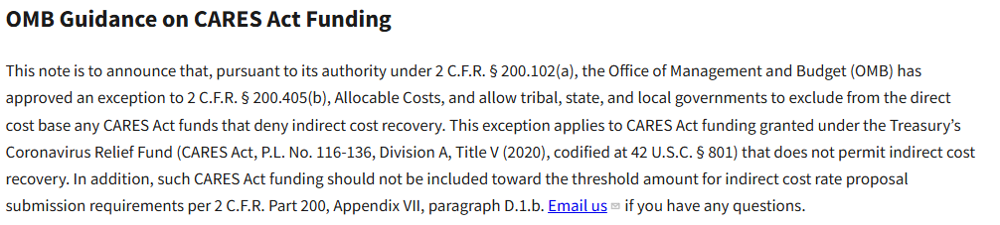 OMB Guidance on CARES Act Funding
This note is to announce that, pursuant to its authority under 2 C.F.R. § 200.102(a), the Office of Management and Budget (OMB) has
approved an exception to 2 C.F.R. § 200.405(b), Allocable Costs, and allow tribal, state, and local governments to exclude from the direct
cost base any CARES Act funds that deny indirect cost recovery. This exception applies to CARES Act funding granted under the Treasury's
Coronavirus Relief Fund (CARES Act, P.L. No. 116-136, Division A, Title V (2020), codified at 42 U.S.C. § 801) that does not permit indirect cost
recovery. In addition, such CARES Act funding should not be included toward the threshold amount for indirect cost rate proposal
submission requirements per 2 C.F.R. Part 200, Appendix VII, paragraph D.1.b. Email us if you have any questions.